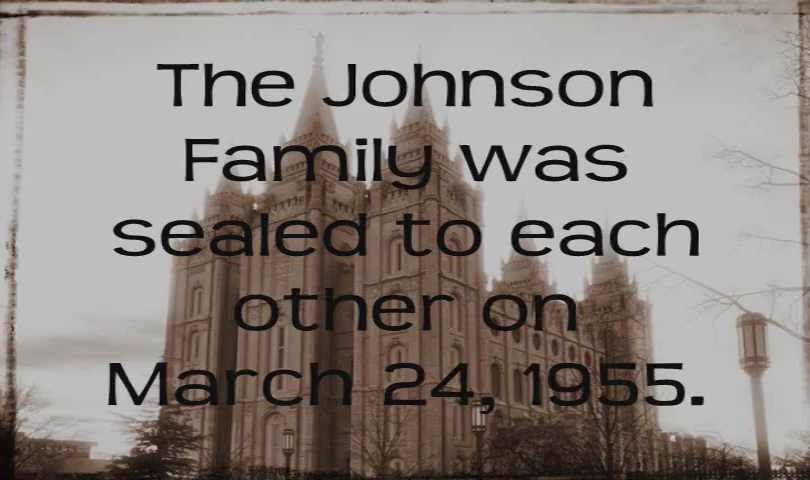 The Johnson
Family was
sealed to each
other on
March 24, 1955.